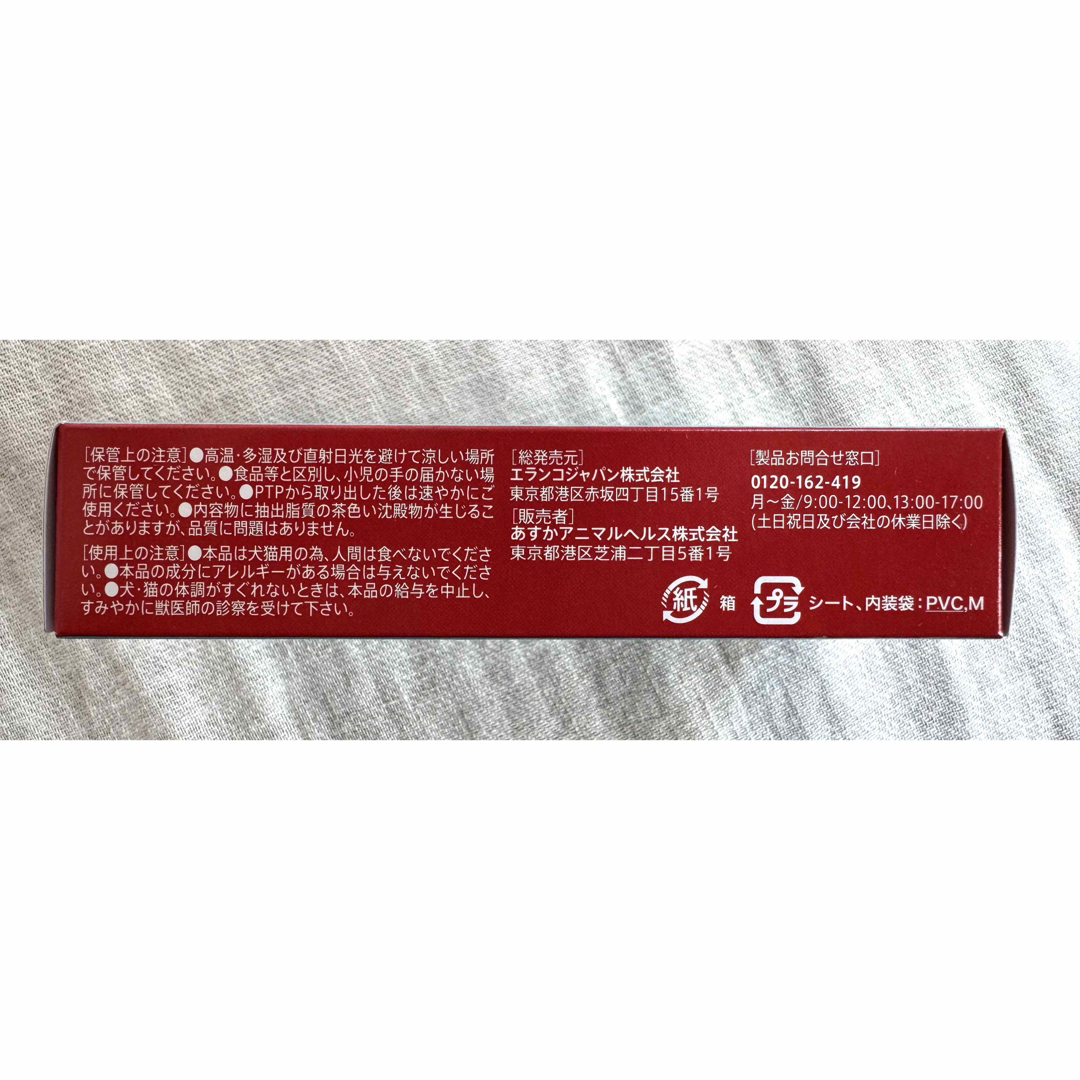 ［保管上の注意］●高温・多湿及び直射日光を避けて涼しい場所
で保管してください。●食品等と区別し、小児の手の届かない場
所に保管してください。●PTPから取り出した後は速やかにご
使用ください。●内容物に抽出脂質の茶色い沈殿物が生じるこ
とがありますが、品質に問題はありません。
［使用上の注意］●本品は犬猫用の為、人間は食べないでくださ
い。●本品の成分にアレルギーがある場合は与えないでくださ
い。●犬・猫の体調がすぐれないときは、本品の給与を中止し、
すみやかに獣医師の診察を受けて下さい。
［総発売元］
エランコジャパン株式会社
東京都港区赤坂四丁目15番1号
［販売者］
あすかアニマルヘルス株式会社
東京都港区芝浦二丁目5番1号
［製品お問合せ窓口］
0120-162-419
月〜金/9:00-12:00、13:00-17:00
(土日祝日及び会社の休業日除く)
紙 箱 プラ シート、内装袋：PVC,M